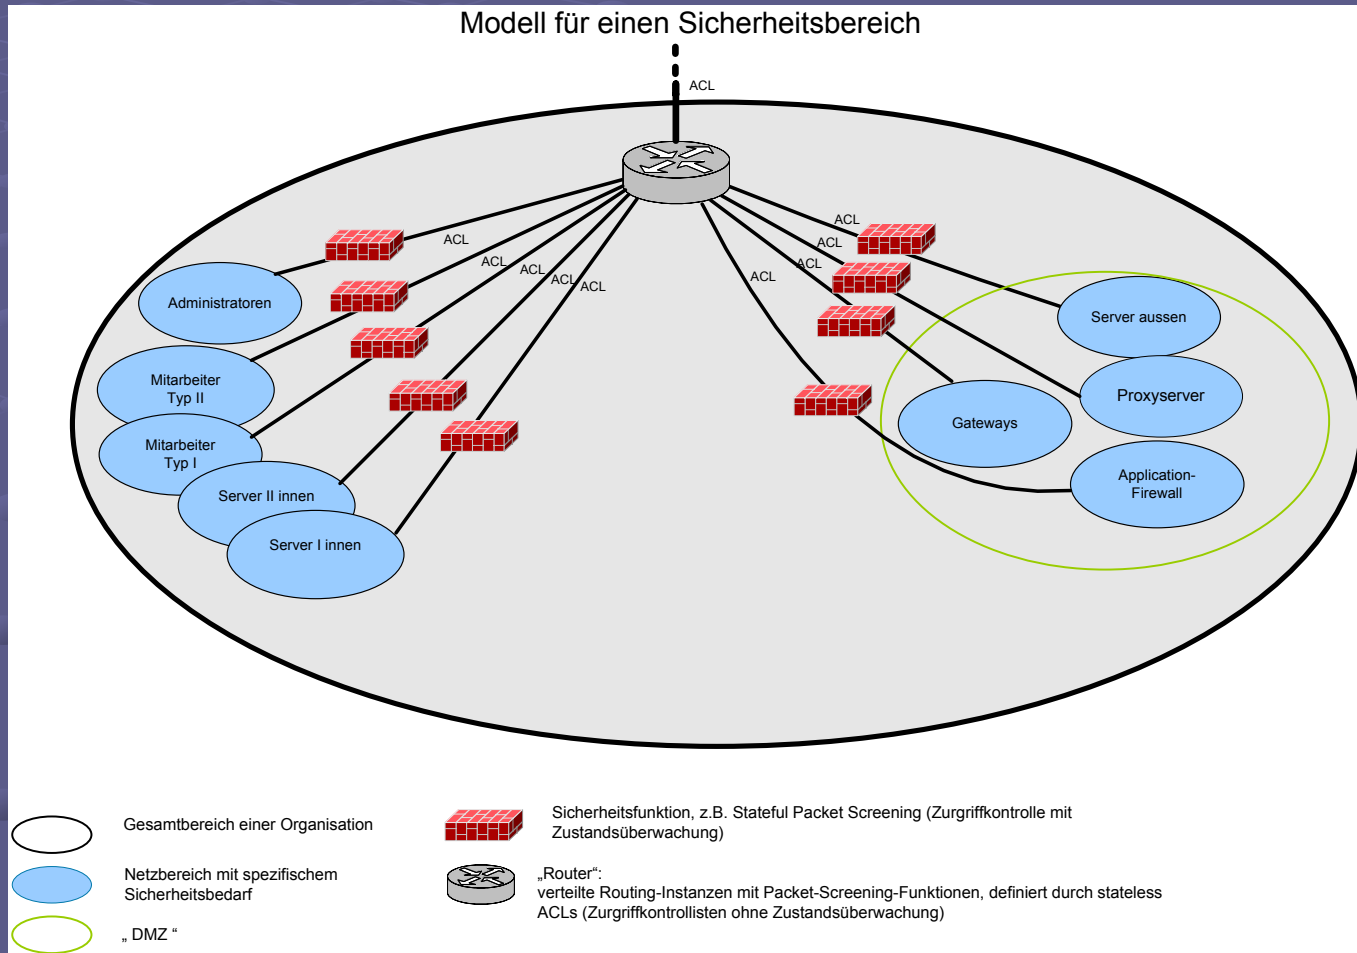 Modell für einen Sicherheitsbereich
ACL
ACL
ACL
ACL
ACL
ACL
ACL
ACL
ACL
ACL
Administratoren
Mitarbeiter
Typ II
Mitarbeiter
Typ I
Server II innen
Server I innen
Server aussen
Proxyserver
Gateways
Application-
Firewall
Gesamtbereich einer Organisation
Netzbereich mit spezifischem
Sicherheitsbedarf
„ DMZ “
Sicherheitsfunktion, z.B. Stateful Packet Screening (Zurgriffkontrolle mit
Zustandsüberwachung)
„Router“:
verteilte Routing-Instanzen mit Packet-Screening-Funktionen, definiert durch stateless
ACLs (Zurgriffkontrollisten ohne Zustandsüberwachung)